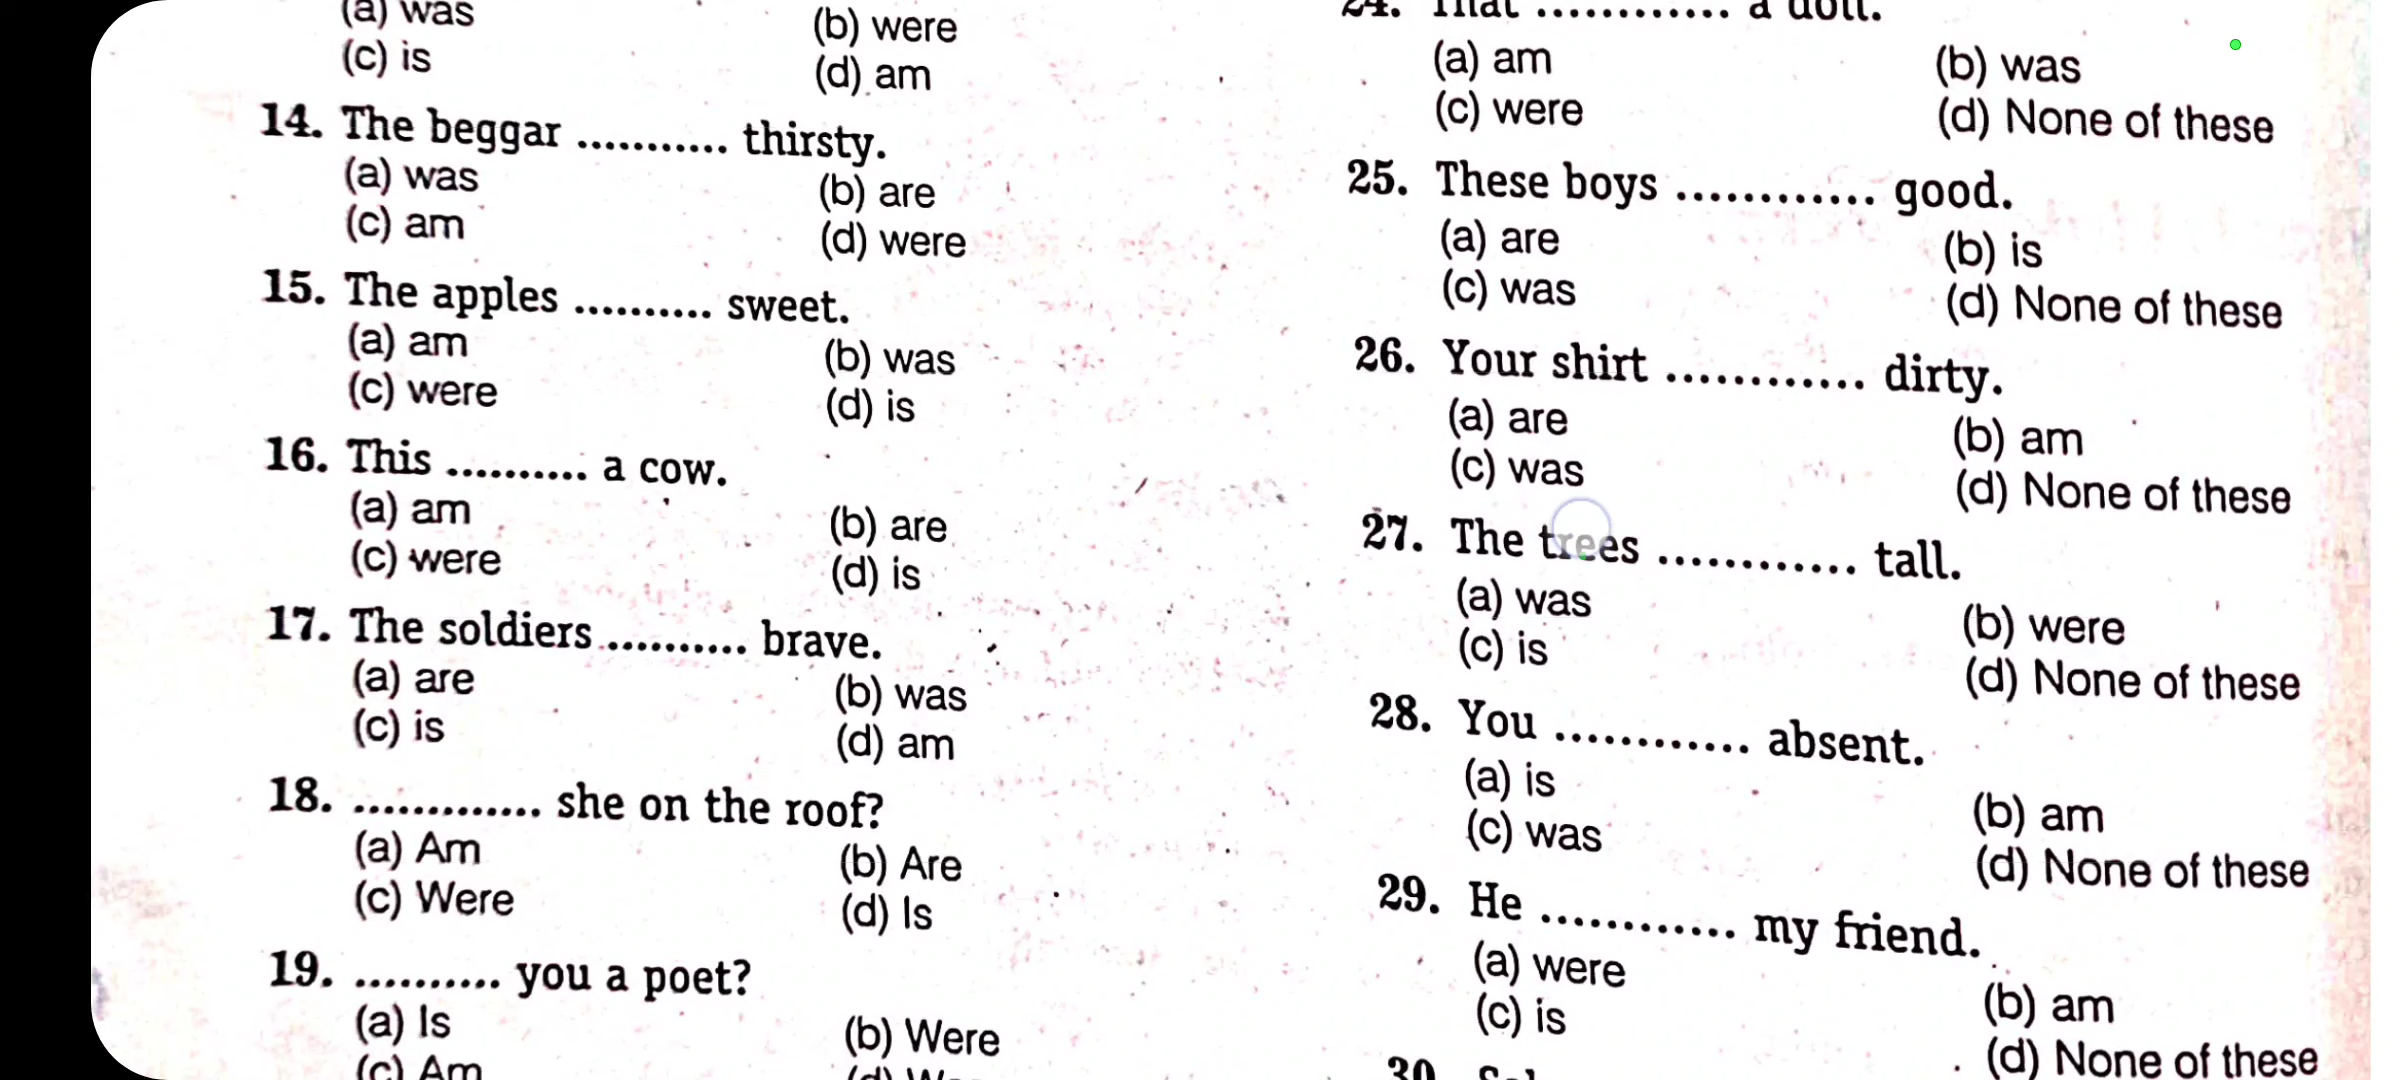 (a) was
(b) were
(c) is
(d) am
14. The beggar ........... thirsty.
(a) was
(b) are
(c) am
(d) were
15. The apples .......... sweet.
(a) am
(b) was
(c) were
(d) is
16. This .......... a cow.
(a) am
(b) are
(c) were
(d) is
17. The soldiers .......... brave.
(a) are
(b) was
(c) is
(d) am
18. ............. she on the roof?
(a) Am
(b) Are
(c) Were
(d) Is
19. .......... you a poet?
(a) Is
(b) Were
(c) Am
24. That ............. a doll.
(a) am
(b) was
(c) were
(d) None of these
25. These boys ............ good.
(a) are
(b) is
(c) was
(d) None of these
26. Your shirt ............ dirty.
(a) are
(b) am
(c) was
(d) None of these
27. The trees ............ tall.
(a) was
(b) were
(c) is
(d) None of these
28. You ............ absent.
(a) is
(b) am
(c) was
(d) None of these
29. He ............ my friend.
(a) were
(b) am
(c) is
(d) None of these
30.